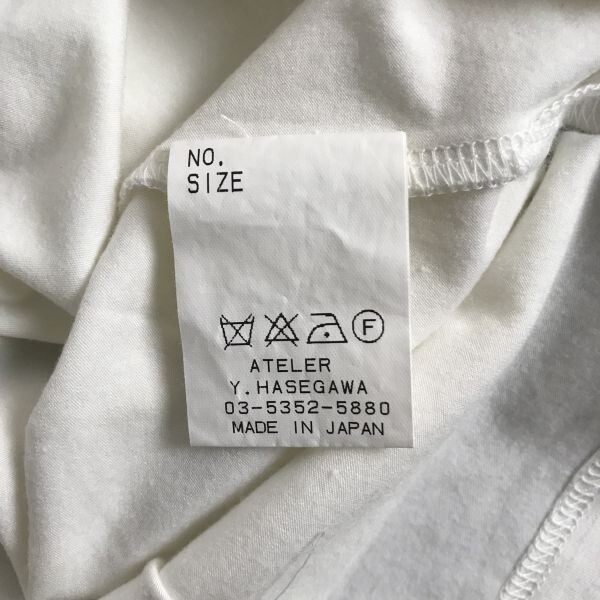 NO.
SIZE
F
ATELER
Y.HASEGAWA
03-5352-5880
MADE IN JAPAN